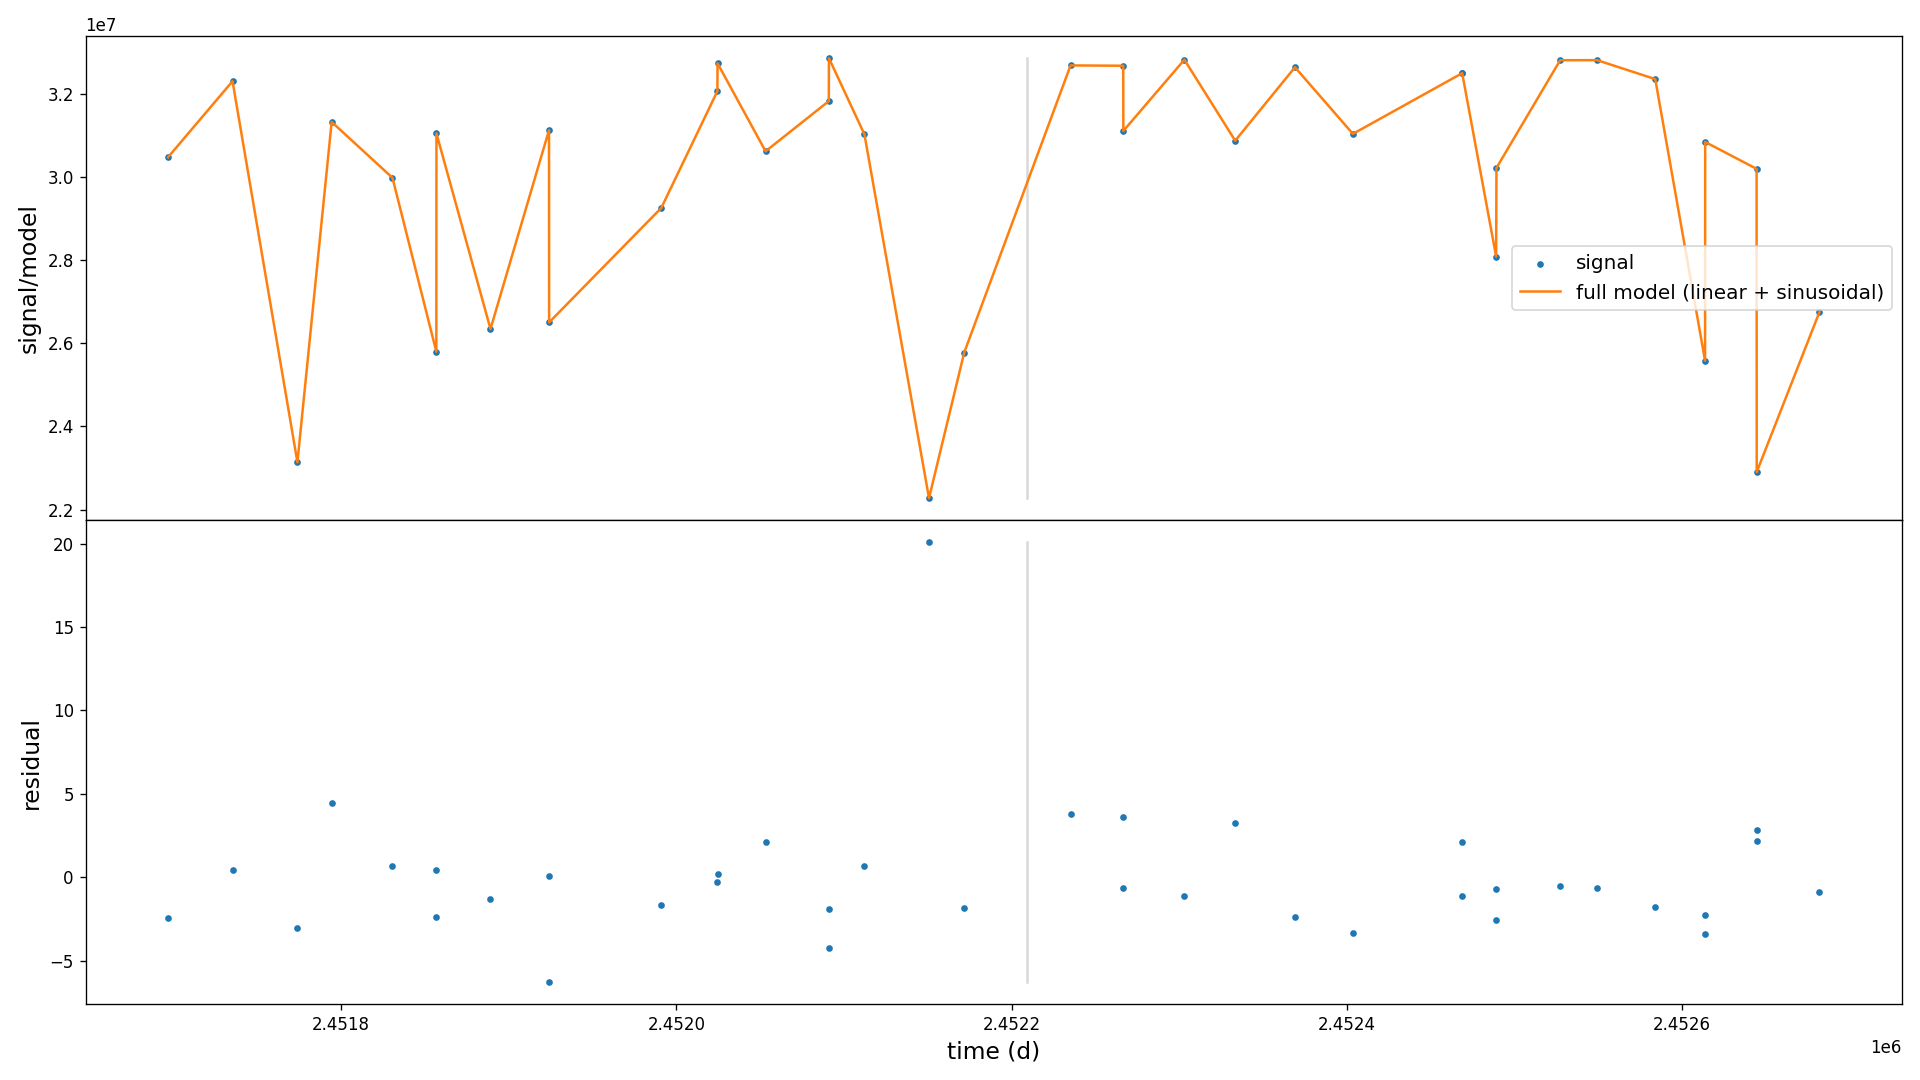 1e7
3.2
3.0
2.8
2.6
2.4
2.2
signal/model
signal
full model (linear + sinusoidal)
20
15
10
5
0
−5
residual
2.4518
2.4520
2.4522
2.4524
2.4526
time (d)
1e6